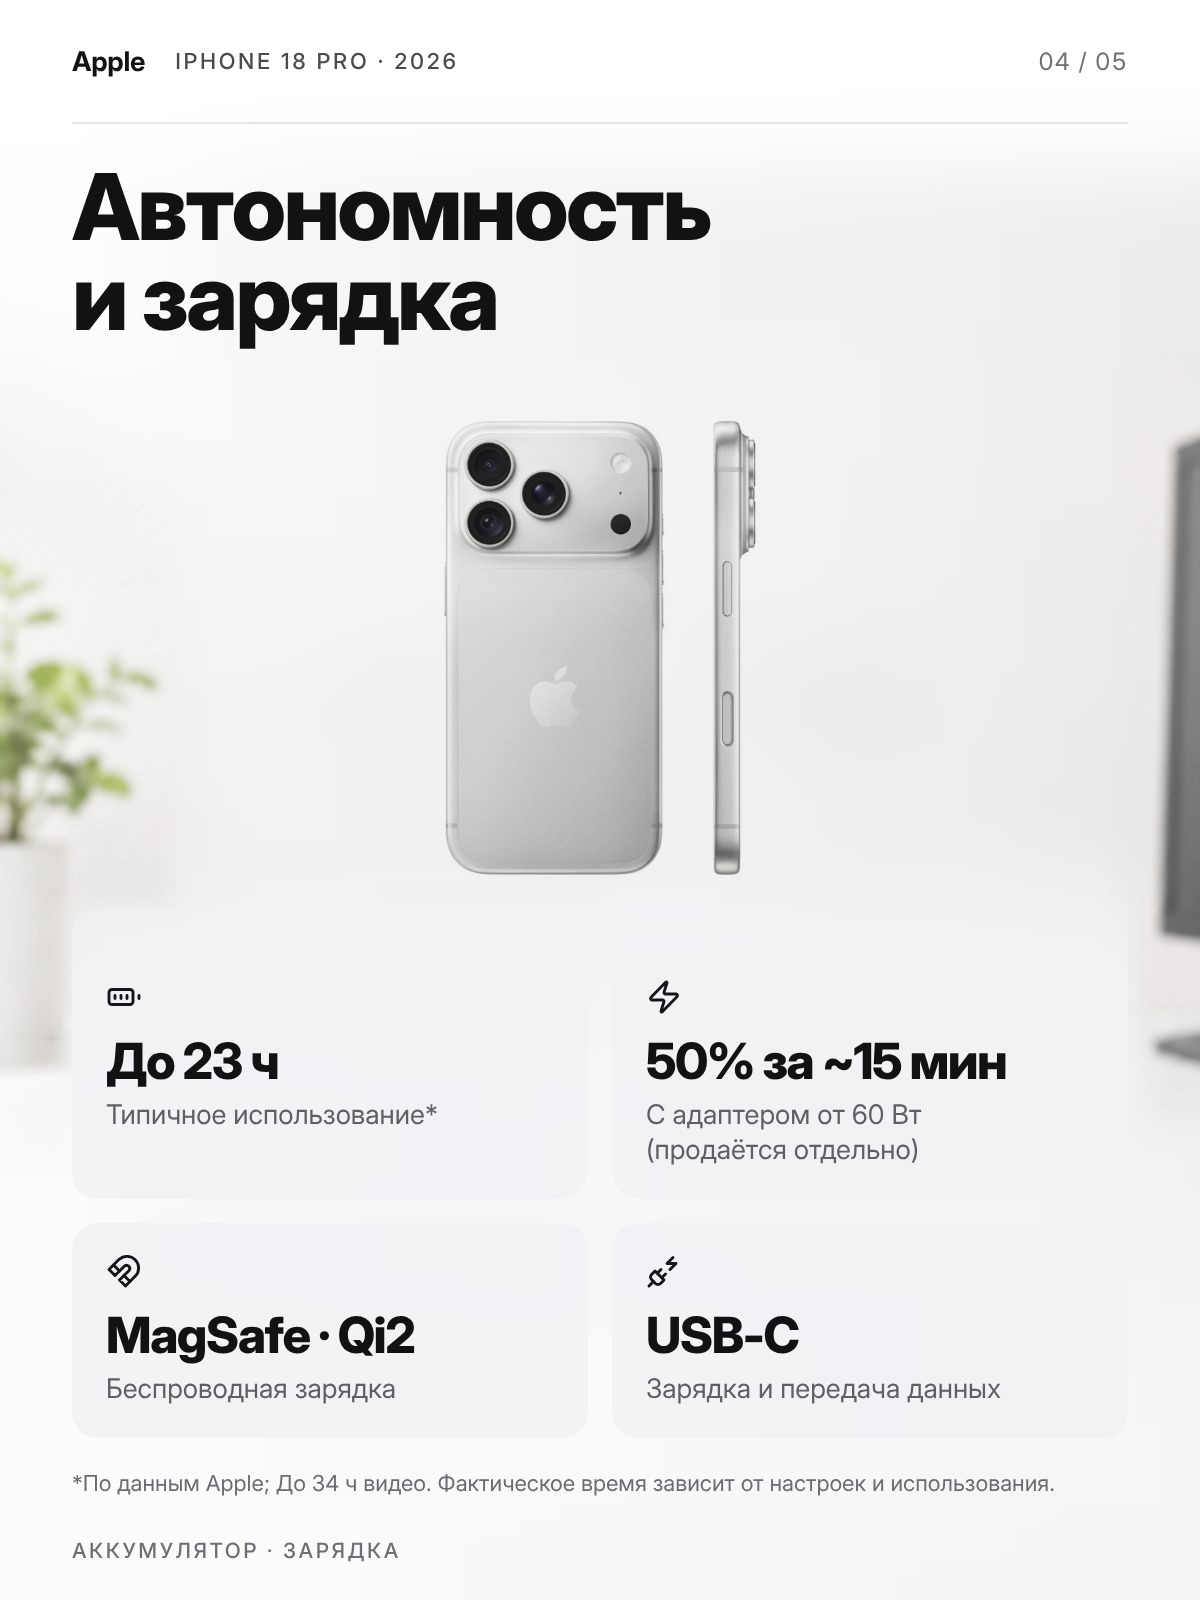 Apple IPHONE 18 PRO · 2026 04 / 05
Автономность
и зарядка
До 23 ч
Типичное использование*
50% за ~15 мин
С адаптером от 60 Вт
(продаётся отдельно)
MagSafe · Qi2
Беспроводная зарядка
USB-C
Зарядка и передача данных
*По данным Apple; До 34 ч видео. Фактическое время зависит от настроек и использования.
АККУМУЛЯТОР · ЗАРЯДКА